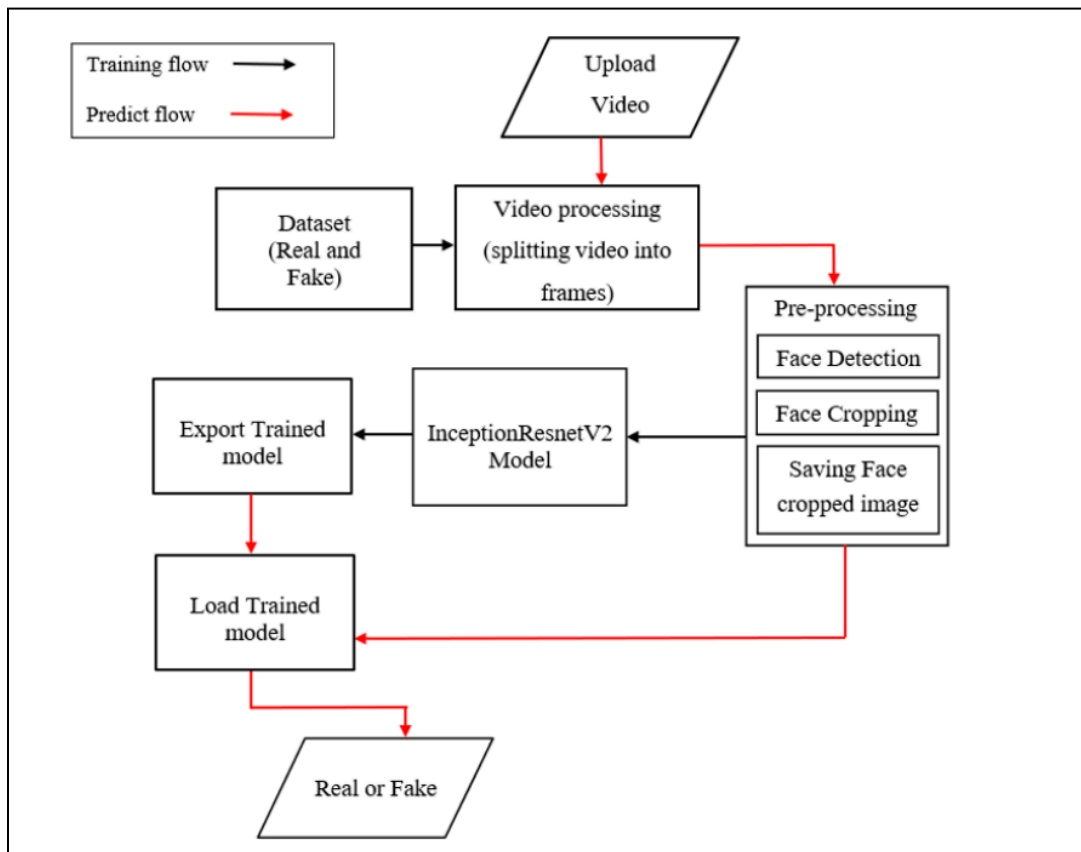 Training flow
Predict flow
Upload
Video
Dataset
(Real and
Fake)
Video processing
(splitting video into
frames)
Pre-processing
Face Detection
Face Cropping
Saving Face
cropped image
InceptionResnetV2
Model
Export Trained
model
Load Trained
model
Real or Fake